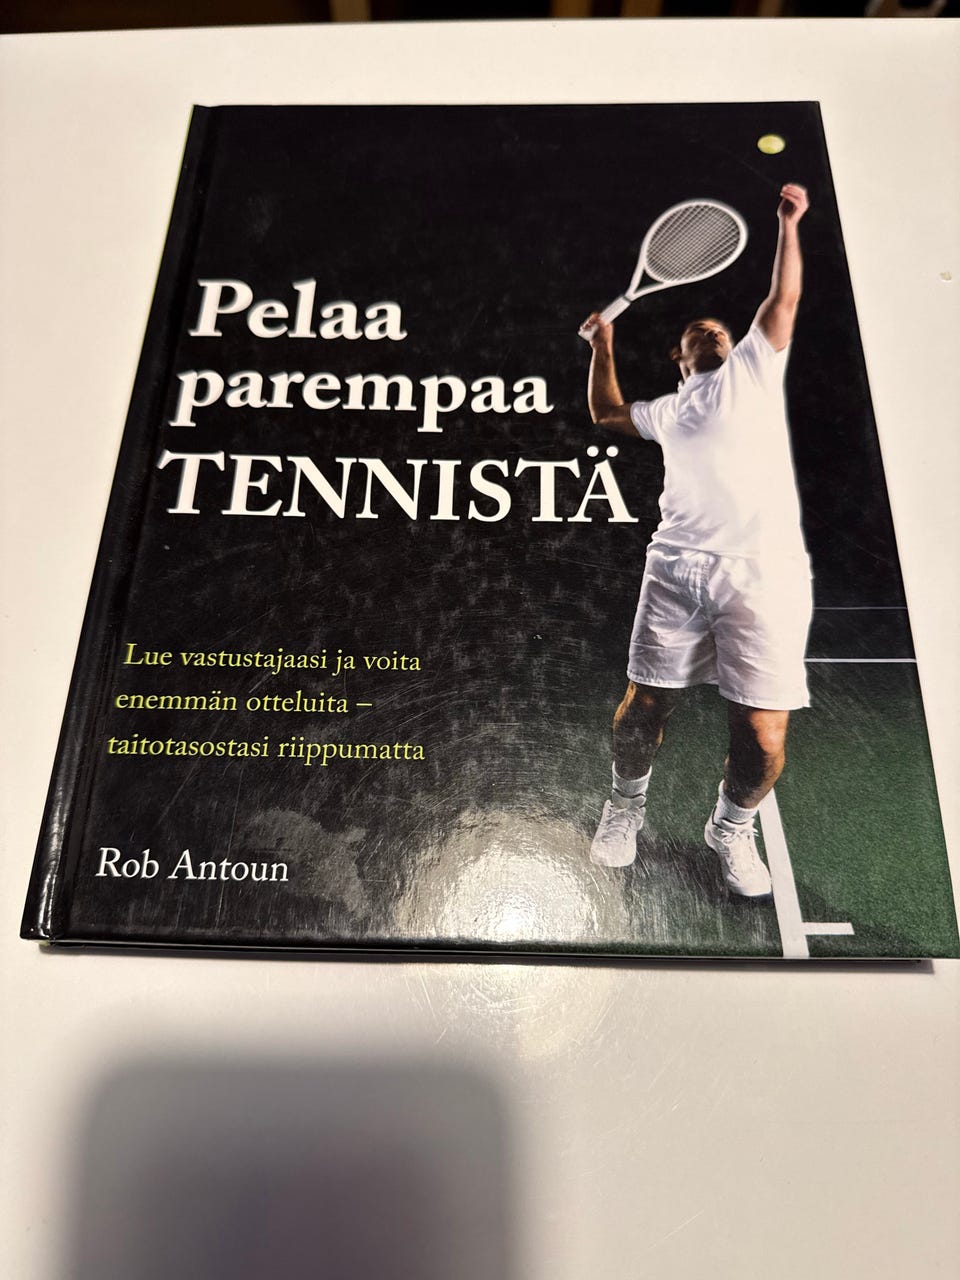 Pelaa
parempaa
TENNISTÄ
Lue vastustajaasi ja voita
enemmän otteluita –
taitotasostasi riippumatta
Rob Antoun